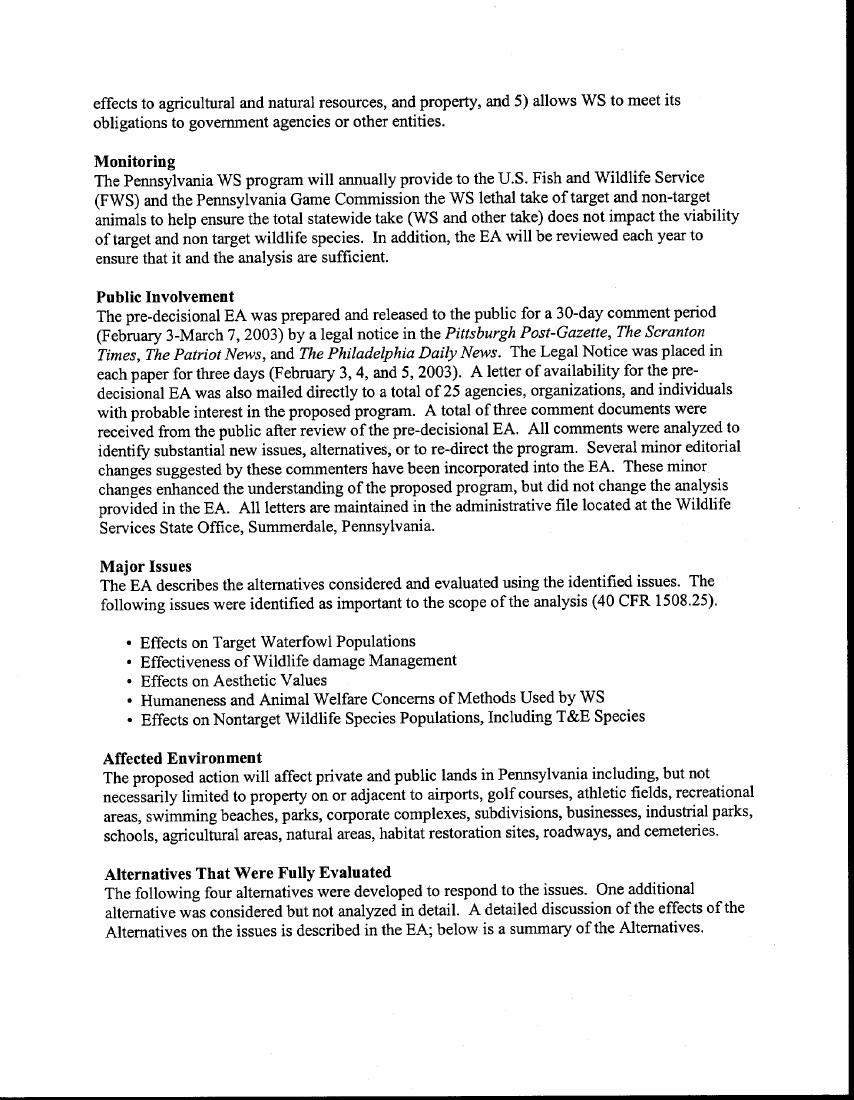 effects to agricultural and natural resources, and property, and 5) allows WS to meet its
obligations to government agencies or other entities.
Monitoring
The Pennsylvania WS program will annually provide to the U.S. Fish and Wildlife Service
(FWS) and the Pennsylvania Game Commission the WS lethal take of target and non-target
animals to help ensure the total statewide take (WS and other take) does not impact the viability
of target and non target wildlife species. In addition, the EA will be reviewed each year to
ensure that it and the analysis are sufficient.
Public Involvement
The pre-decisional EA was prepared and released to the public for a 30-day comment period
(February 3-March 7, 2003) by a legal notice in the Pittsburgh Post-Gazette, The Scranton
Times, The Patriot News, and The Philadelphia Daily News. The Legal Notice was placed in
each paper for three days (February 3, 4, and 5, 2003). A letter of availability for the pre-
decisional EA was also mailed directly to a total of 25 agencies, organizations, and individuals
with probable interest in the proposed program. A total of three comment documents were
received from the public after review of the pre-decisional EA. All comments were analyzed to
identify substantial new issues, alternatives, or to re-direct the program. Several minor editorial
changes suggested by these commenters have been incorporated into the EA. These minor
changes enhanced the understanding of the proposed program, but did not change the analysis
provided in the EA. All letters are maintained in the administrative file located at the Wildlife
Services State Office, Summerdale, Pennsylvania.
Major Issues
The EA describes the alternatives considered and evaluated using the identified issues. The
following issues were identified as important to the scope of the analysis (40 CFR 1508.25).
• Effects on Target Waterfowl Populations
• Effectiveness of Wildlife damage Management
• Effects on Aesthetic Values
• Humaneness and Animal Welfare Concerns of Methods Used by WS
• Effects on Nontarget Wildlife Species Populations, Including T&E Species
Affected Environment
The proposed action will affect private and public lands in Pennsylvania including, but not
necessarily limited to property on or adjacent to airports, golf courses, athletic fields, recreational
areas, swimming beaches, parks, corporate complexes, subdivisions, businesses, industrial parks,
schools, agricultural areas, natural areas, habitat restoration sites, roadways, and cemeteries.
Alternatives That Were Fully Evaluated
The following four alternatives were developed to respond to the issues. One additional
alternative was considered but not analyzed in detail. A detailed discussion of the effects of the
Alternatives on the issues is described in the EA; below is a summary of the Alternatives.